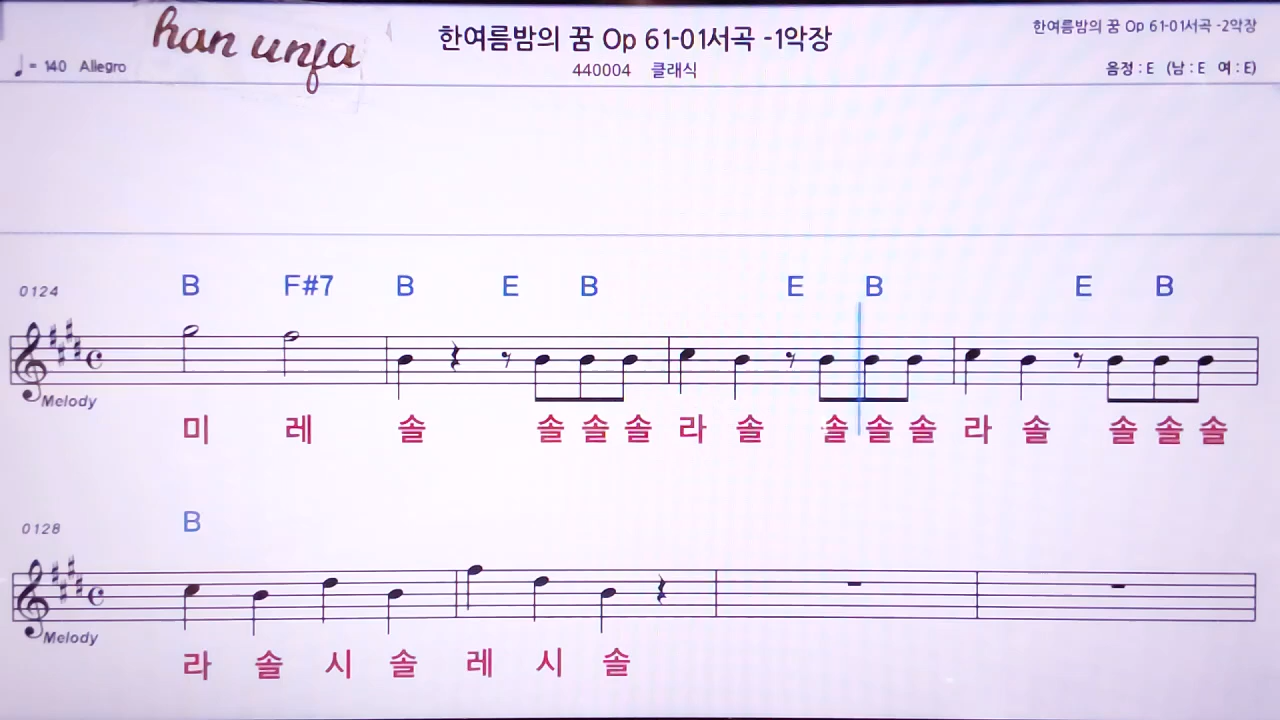 han unfa
한여름밤의 꿈 Op 61-01서곡 -1악장
한여름밤의 꿈 Op 61-01서곡 -2악장
♩= 140 Allegro
440004 클래식
음정 : E (남 : E 여 : E)
0124 B F#7 B E B E B E B
Melody
미 레 솔 솔 솔 솔 라 솔 솔 솔 솔 라 솔 솔 솔 솔
0128 B
Melody
라 솔 시 솔 레 시 솔